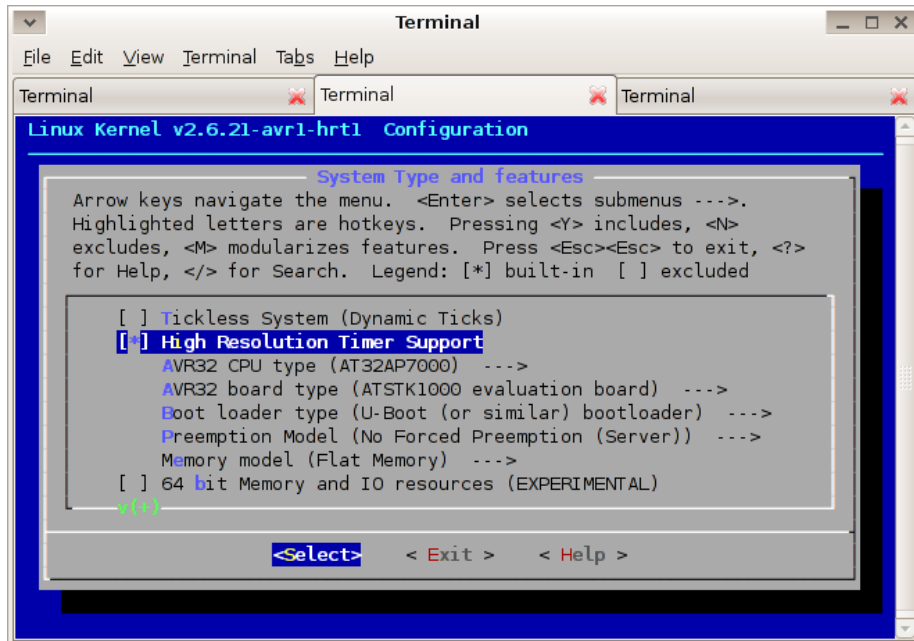 Terminal
File Edit View Terminal Tabs Help
Terminal Terminal Terminal
Linux Kernel v2.6.21-avr1-hrt1 Configuration
System Type and features
Arrow keys navigate the menu. <Enter> selects submenus --->.
Highlighted letters are hotkeys. Pressing <Y> includes, <N>
excludes, <M> modularizes features. Press <Esc><Esc> to exit, <?>
for Help, </> for Search. Legend: [*] built-in [ ] excluded
[ ] Tickless System (Dynamic Ticks)
[*] High Resolution Timer Support
AVR32 CPU type (AT32AP7000) --->
AVR32 board type (ATSTK1000 evaluation board) --->
Boot loader type (U-Boot (or similar) bootloader) --->
Preemption Model (No Forced Preemption (Server)) --->
Memory model (Flat Memory) --->
[ ] 64 bit Memory and IO resources (EXPERIMENTAL)
v(+)
<Select> < Exit > < Help >